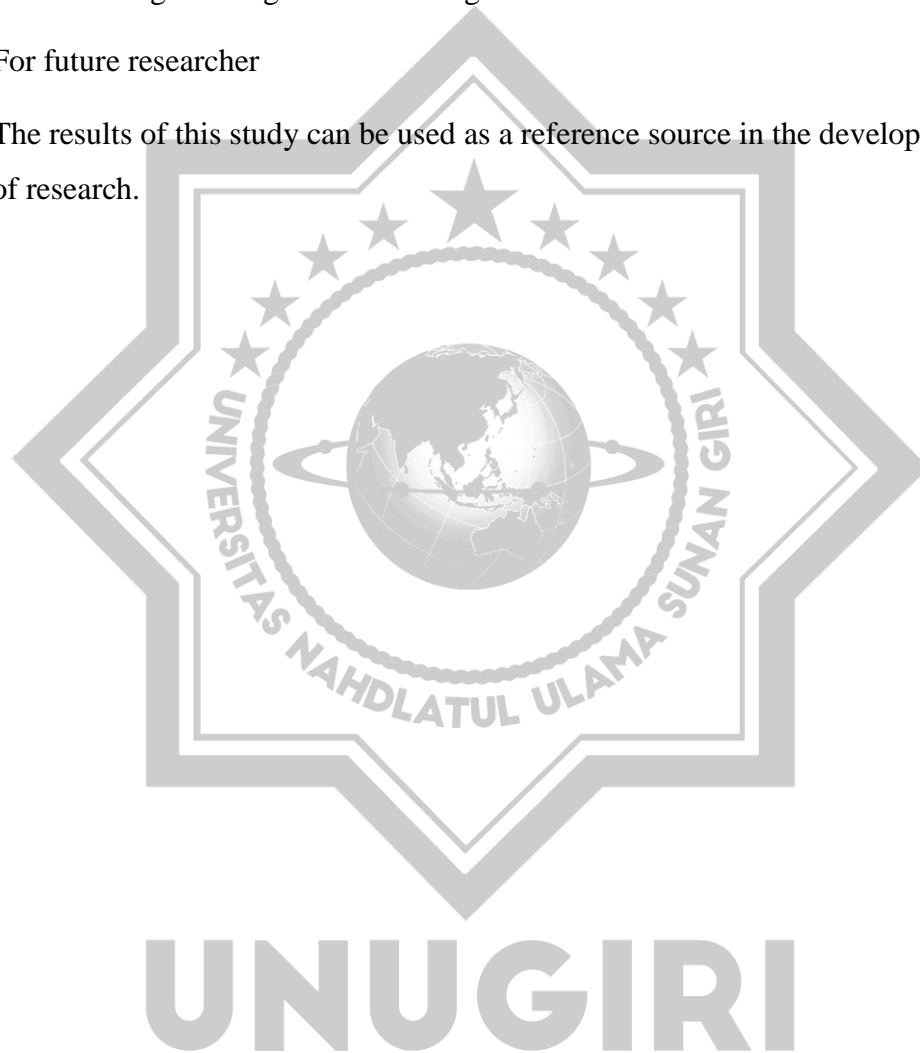 For future researcher
The results of this study can be used as a reference source in the develop
of research.
UNIVERSITAS NAHDLATUL ULAMA SUNAN GIRI
UNUGIRI